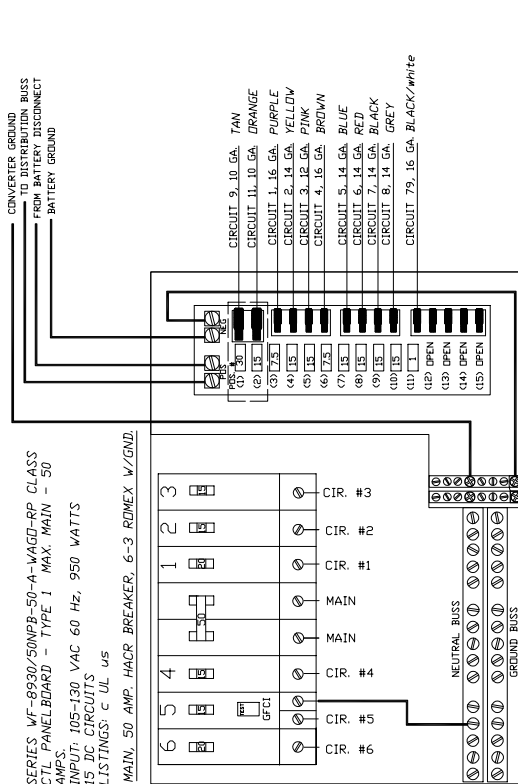 CONVERTER GROUND
TO DISTRIBUTION BUSS
FROM BATTERY DISCONNECT
BATTERY GROUND
SERIES WF-8930/50NPB-50-A-WAGO-RP CLASS
CTL PANELBOARD - TYPE 1 MAX. MAIN - 50
AMPS.
INPUT: 105-130 VAC 60 Hz, 950 WATTS
15 DC CIRCUITS
LISTINGS: c UL us
MAIN, 50 AMP. HACR BREAKER, 6-3 ROMEX W/GND.
POS NEG
POS. #
(1) 30 CIRCUIT 9, 10 GA. TAN
(2) 15 CIRCUIT 11, 10 GA. ORANGE
(3) 7.5 CIRCUIT 1, 16 GA. PURPLE
(4) 15 CIRCUIT 2, 14 GA. YELLOW
(5) 15 CIRCUIT 3, 12 GA. PINK
(6) 7.5 CIRCUIT 4, 16 GA. BROWN
(7) 15 CIRCUIT 5, 14 GA. BLUE
(8) 15 CIRCUIT 6, 14 GA. RED
(9) 15 CIRCUIT 7, 14 GA. BLACK
(10) 15 CIRCUIT 8, 14 GA. GREY
(11) 1 CIRCUIT 79, 16 GA. BLACK/white
(12) OPEN
(13) OPEN
(14) OPEN
(15) OPEN
3 15 CIR. #3
2 15 CIR. #2
1 20 CIR. #1
50 MAIN
MAIN
4 15 CIR. #4
5 15 TEST GFCI CIR. #5
6 20 CIR. #6
NEUTRAL BUSS
GROUND BUSS